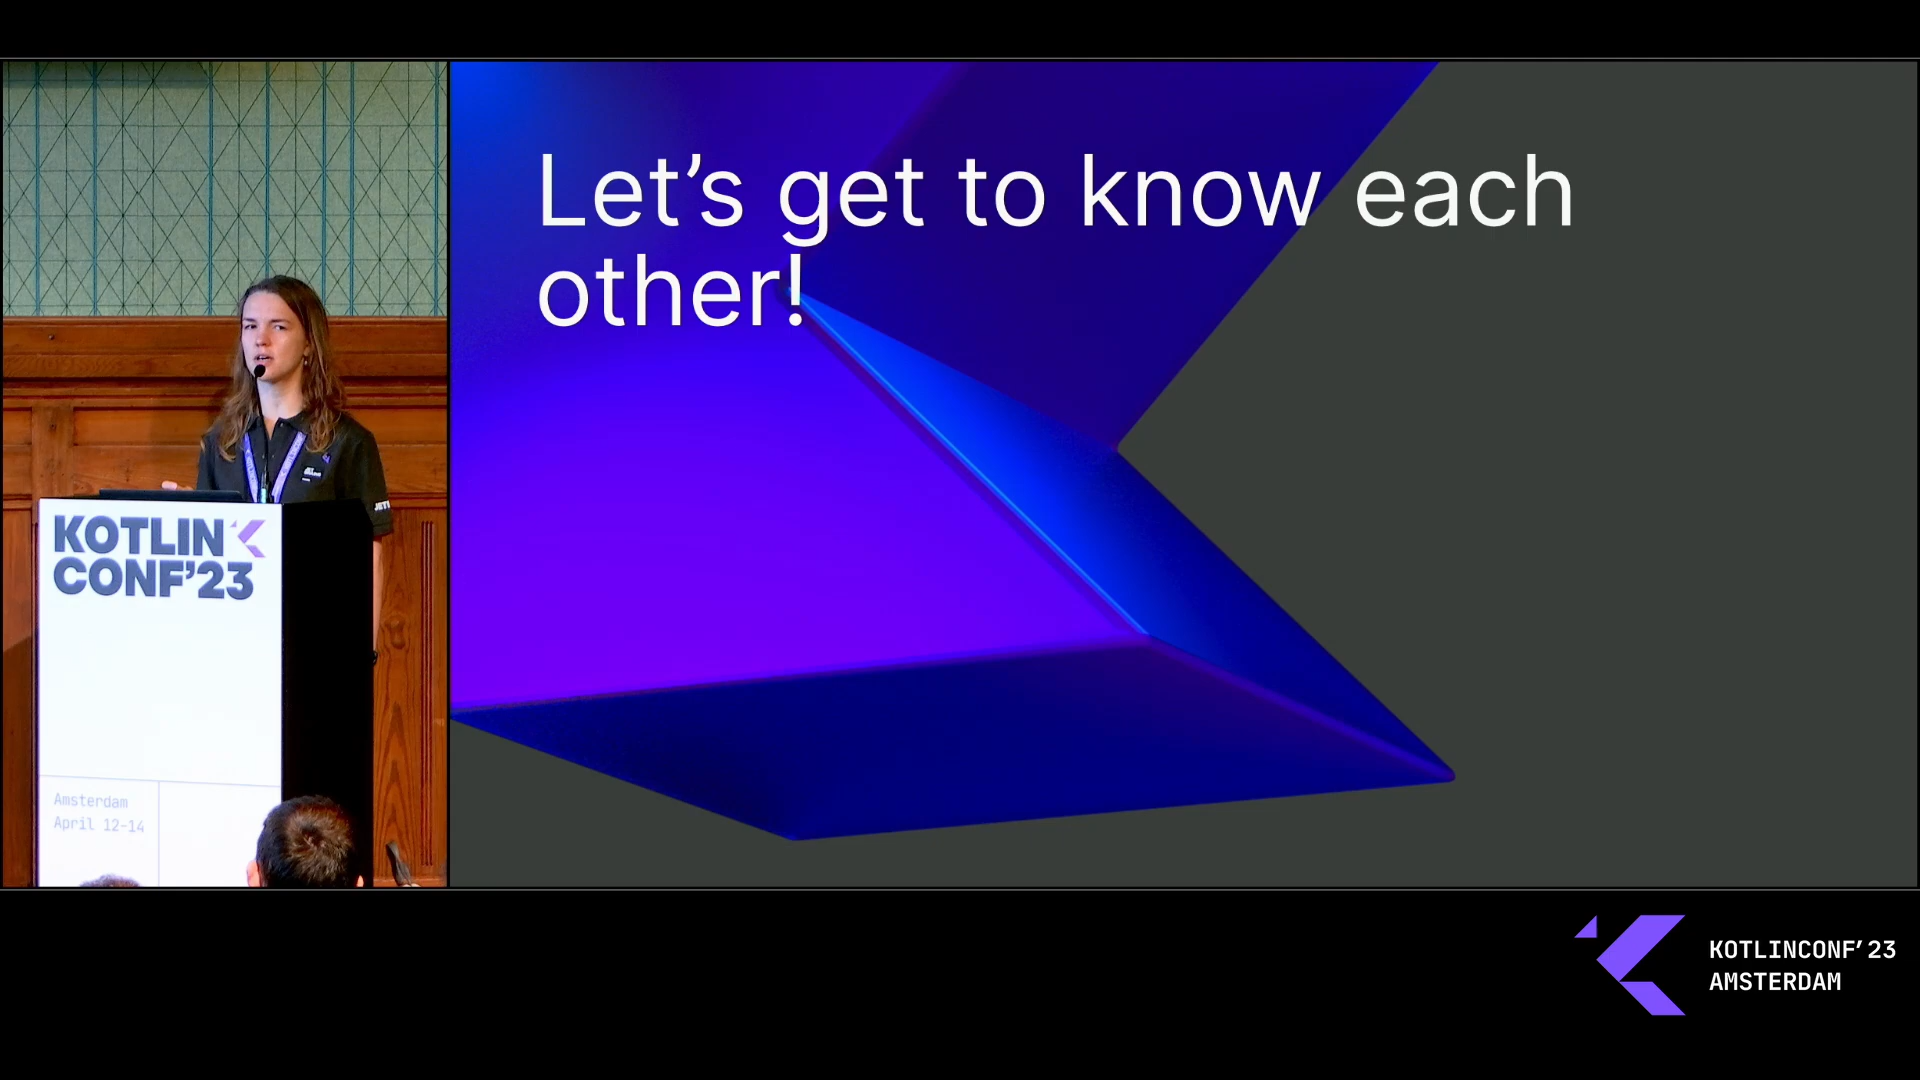 Let’s get to know each
other!
KOTLIN
CONF’23
Amsterdam
April 12-14
KOTLINCONF’23
AMSTERDAM